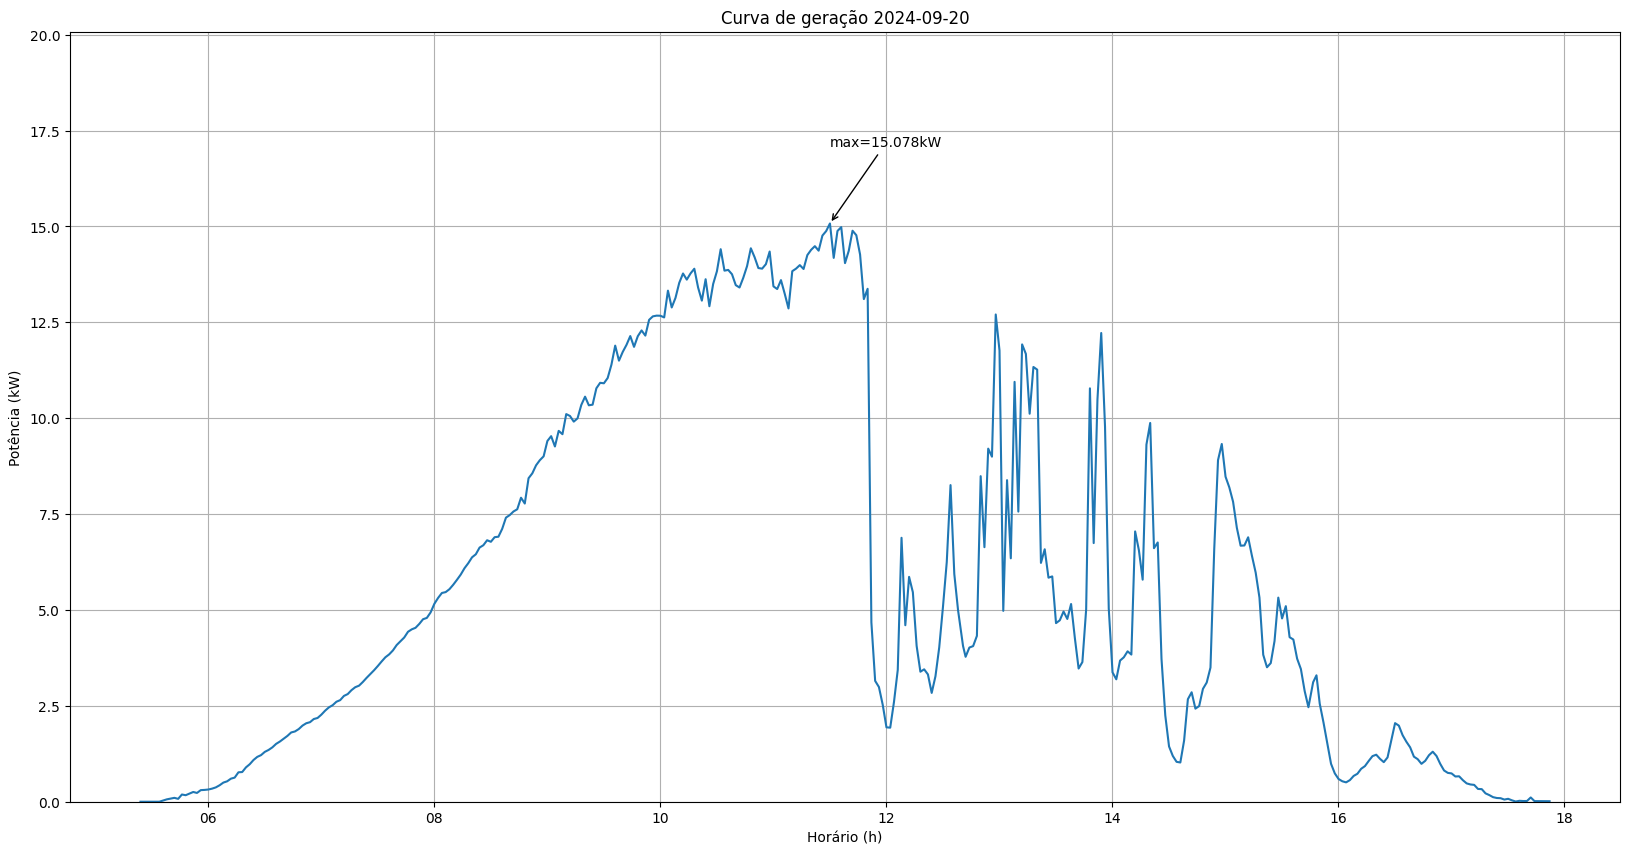 Curva de geração 2024-09-20
20.0
17.5
15.0
12.5
10.0
7.5
5.0
2.5
0.0
Potência (kW)
max=15.078kW
06 08 10 12 14 16 18
Horário (h)